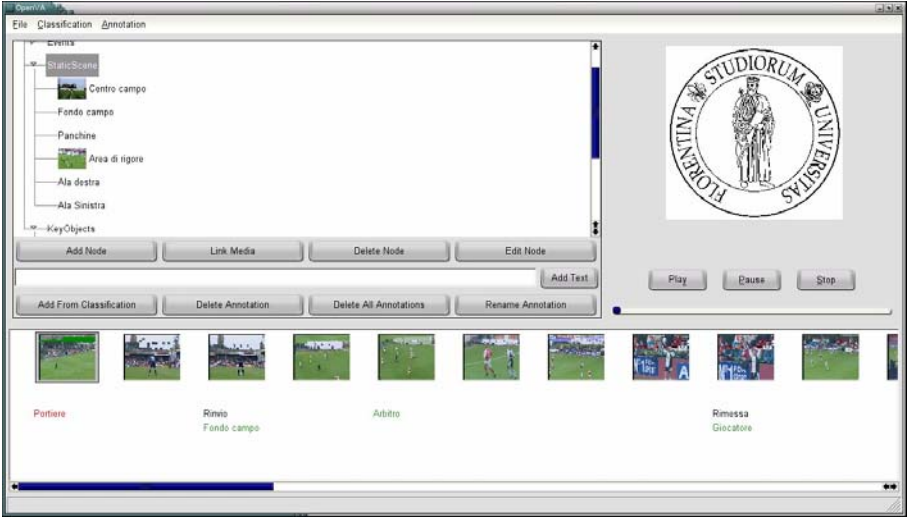 OpenVA
File Classification Annotation
Events
StaticScene
Centro campo
Fondo campo
Panchine
Area di rigore
Ala destra
Ala Sinistra
KeyObjects
Add Node Link Media Delete Node Edit Node
Add Text
Add From Classification Delete Annotation Delete All Annotations Rename Annotation
FLORENTINA STUDIORUM UNIVERSITAS
Play Pause Stop
Portiere Rinvio Arbitro Rimessa
Fondo campo Giocatore